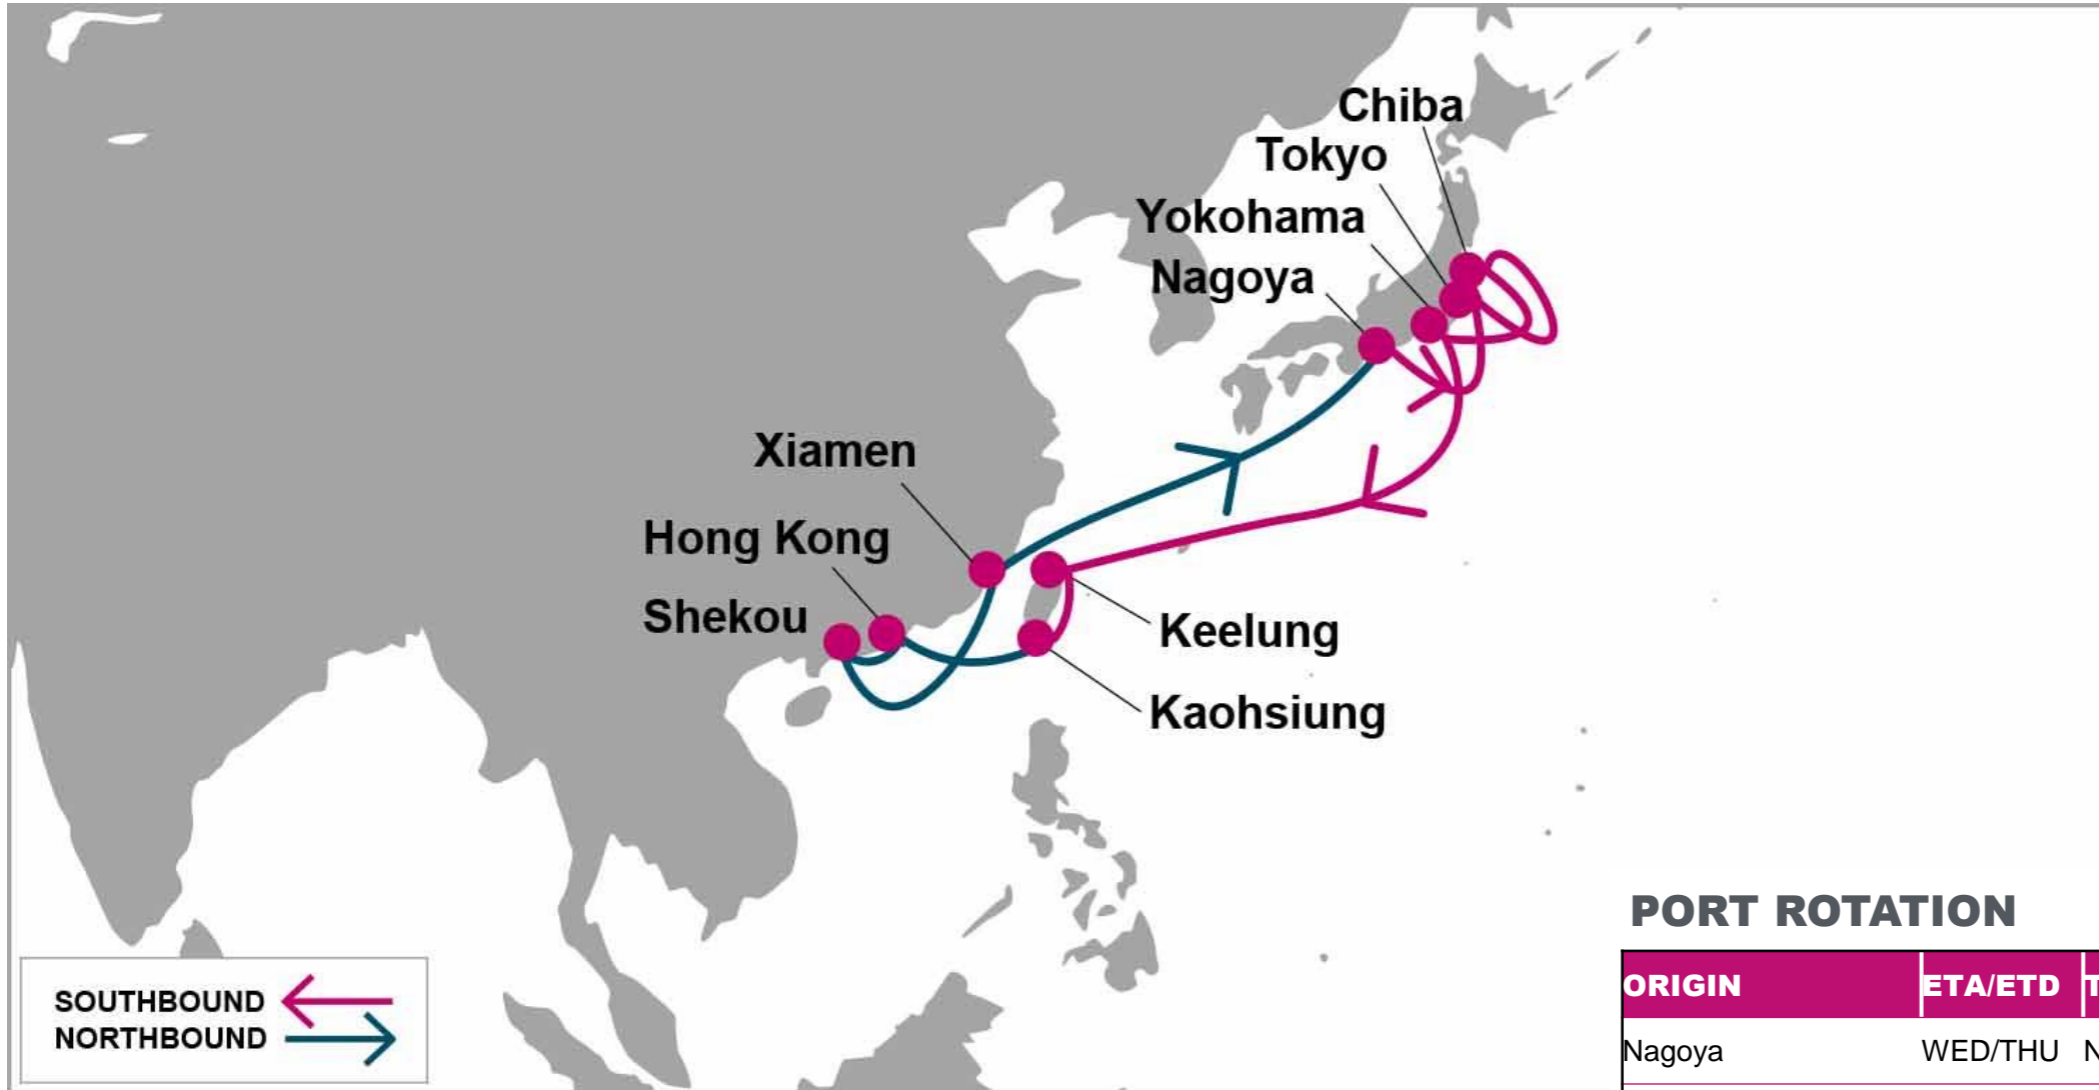 Chiba
Tokyo
Yokohama
Nagoya
Xiamen
Hong Kong
Shekou
Keelung
Kaohsiung
SOUTHBOUND
NORTHBOUND
PORT ROTATION
ORIGIN ETA/ETD T
Nagoya WED/THU N